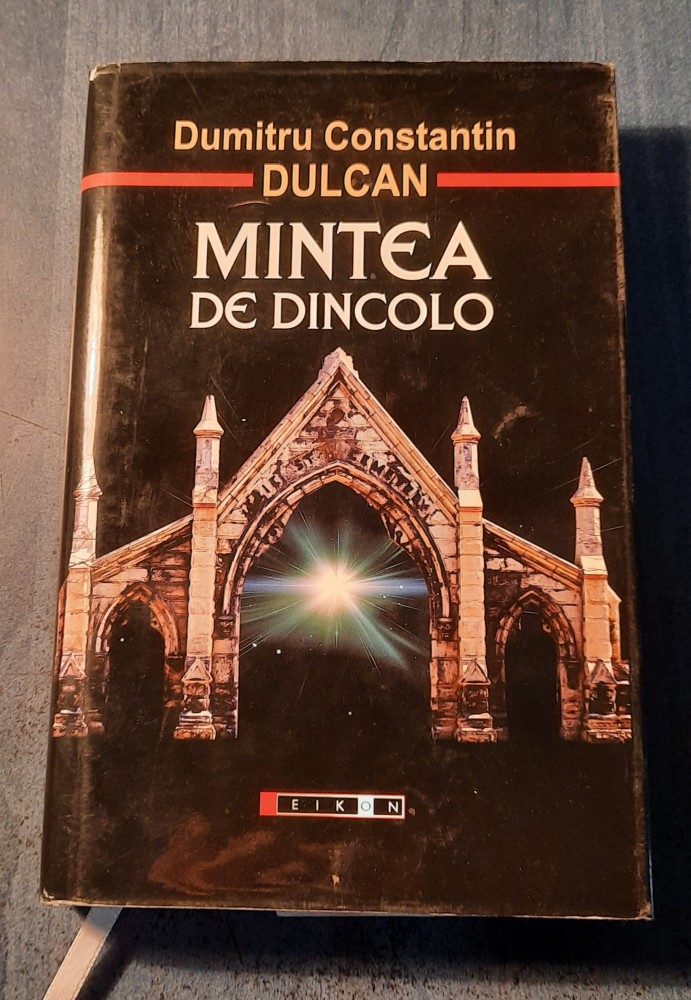 Dumitru Constantin
DULCAN
MINTEA
DE DINCOLO
EIKON